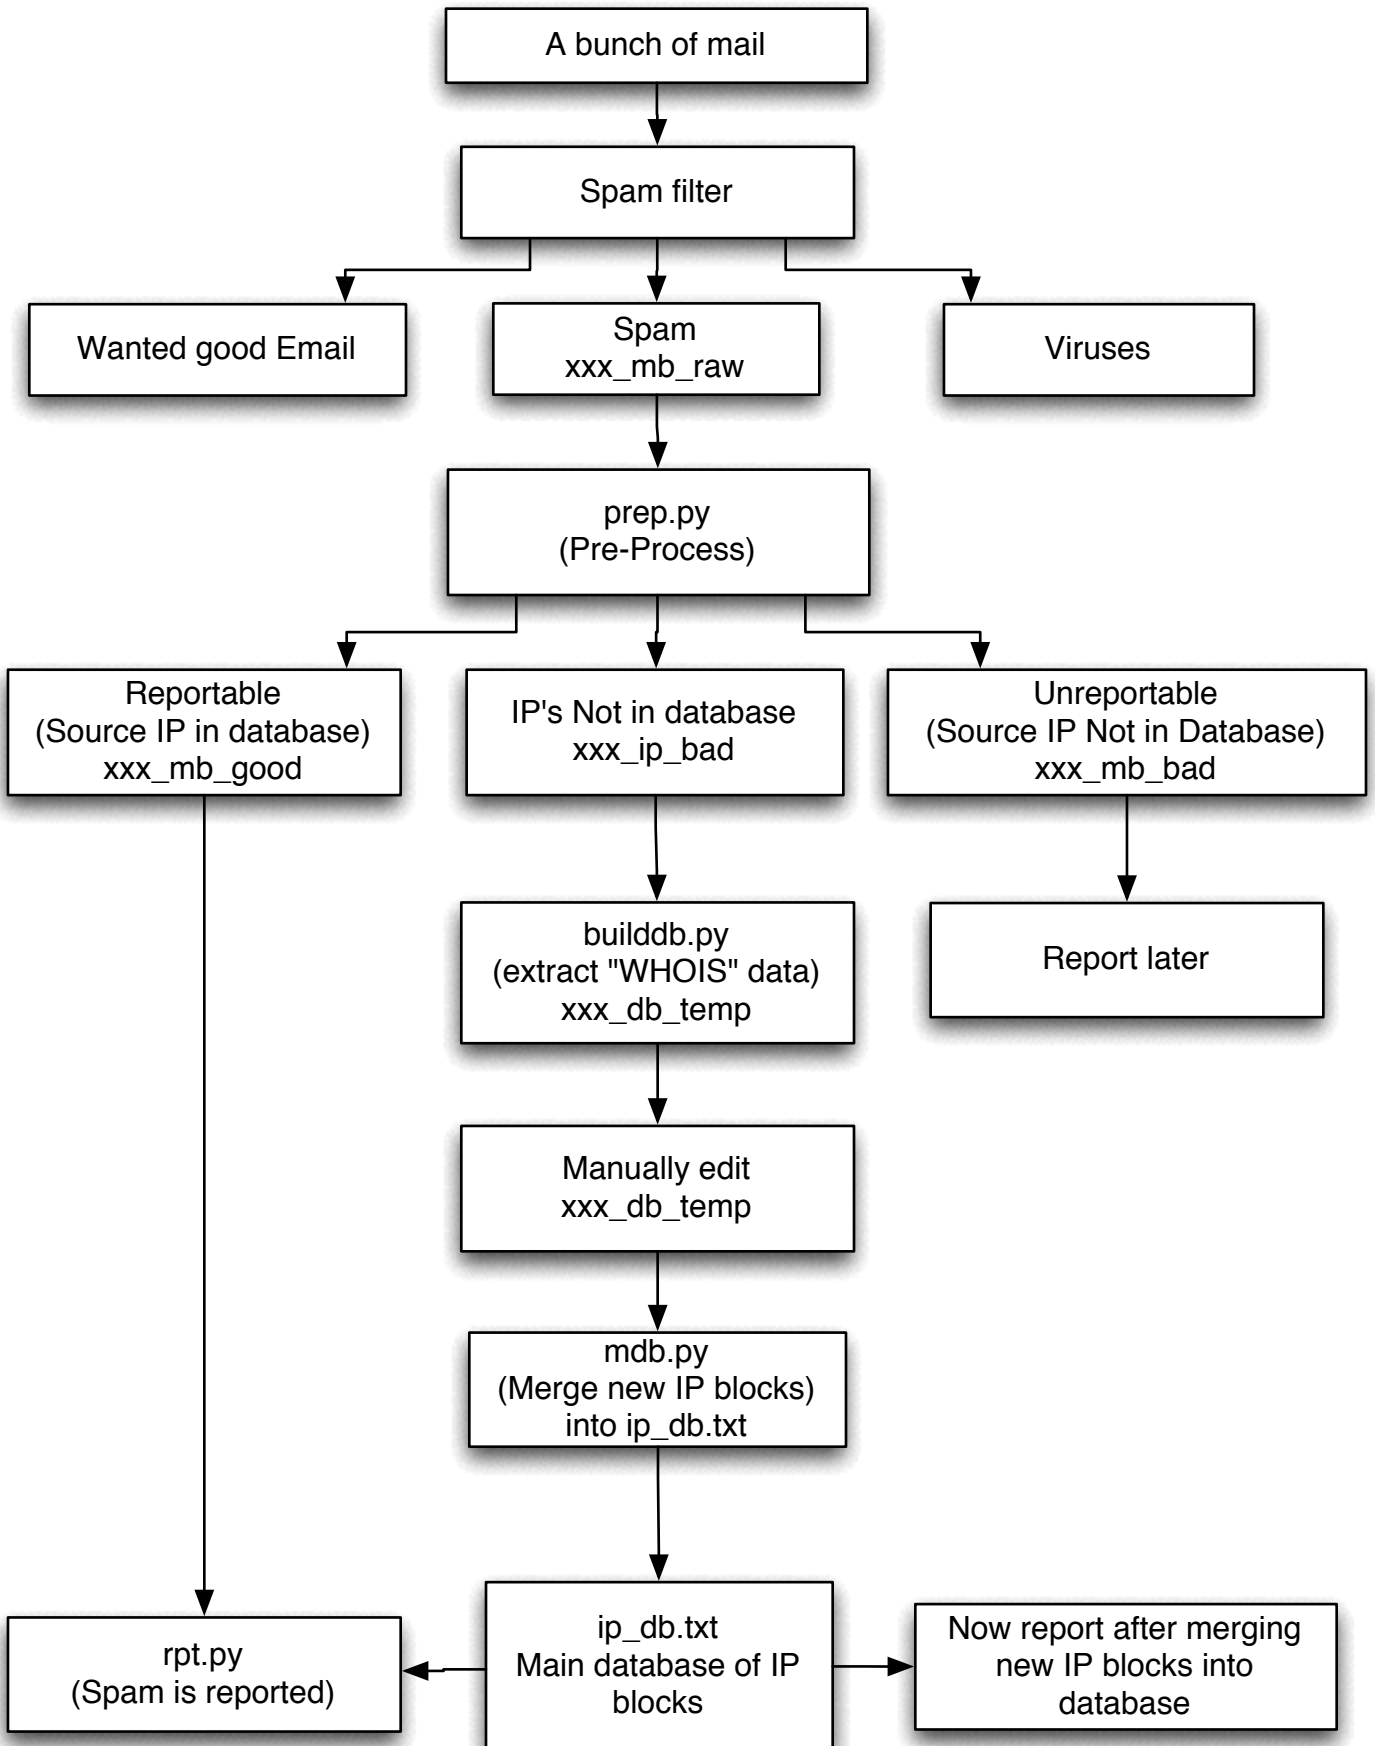 A bunch of mail
Spam filter
Wanted good Email
Spam
xxx_mb_raw
Viruses
prep.py
(Pre-Process)
Reportable
(Source IP in database)
xxx_mb_good
IP's Not in database
xxx_ip_bad
Unreportable
(Source IP Not in Database)
xxx_mb_bad
builddb.py
(extract "WHOIS" data)
xxx_db_temp
Report later
Manually edit
xxx_db_temp
mdb.py
(Merge new IP blocks)
into ip_db.txt
rpt.py
(Spam is reported)
ip_db.txt
Main database of IP
blocks
Now report after merging
new IP blocks into
database